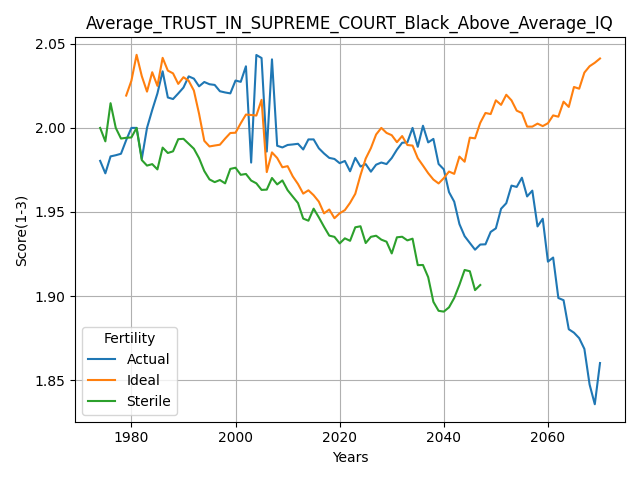 Average_TRUST_IN_SUPREME_COURT_Black_Above_Average_IQ
2.05
2.00
1.95
1.90
1.85
Score(1-3)
Fertility
Actual
Ideal
Sterile
1980 2000 2020 2040 2060
Years